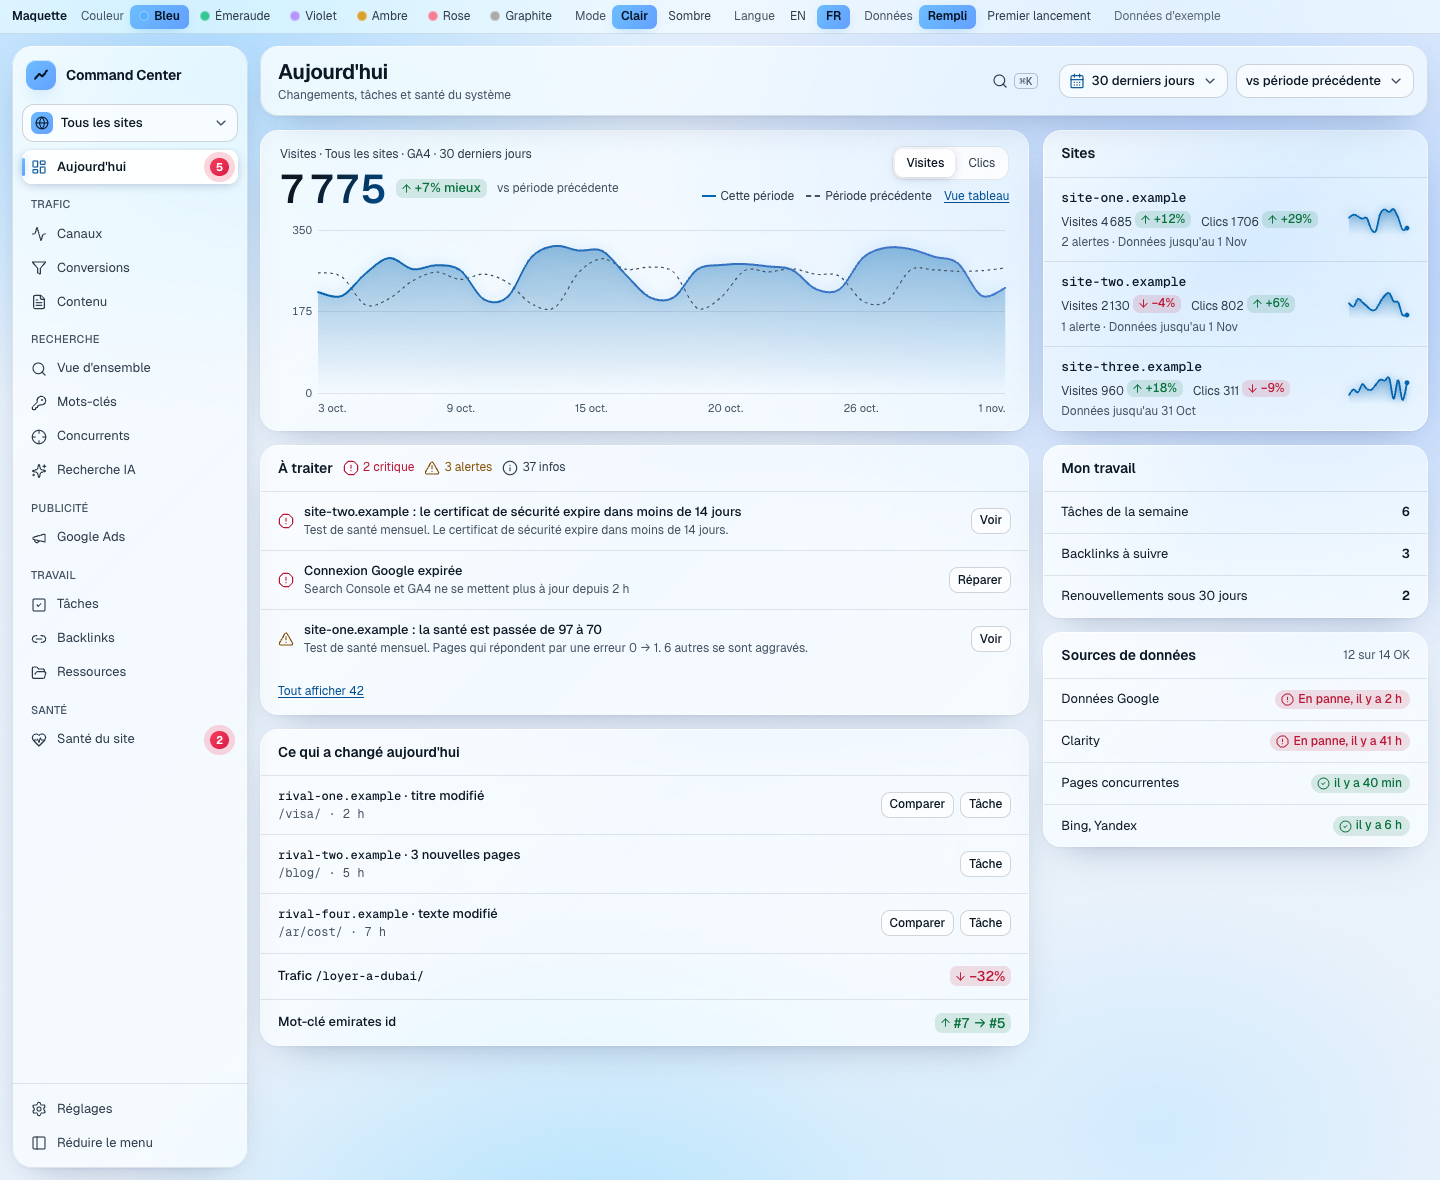 Maquette Couleur Bleu Émeraude Violet Ambre Rose Graphite Mode Clair Sombre Langue EN FR Données Rempli Premier lancement Données d'exemple
Command Center
Tous les sites
Aujourd'hui 5
TRAFIC
Canaux
Conversions
Contenu
RECHERCHE
Vue d'ensemble
Mots-clés
Concurrents
Recherche IA
PUBLICITÉ
Google Ads
TRAVAIL
Tâches
Backlinks
Ressources
SANTÉ
Santé du site 2
Réglages
Réduire le menu
Aujourd'hui
Changements, tâches et santé du système
⌘K
30 derniers jours
vs période précédente
Visites · Tous les sites · GA4 · 30 derniers jours
Visites Clics
7 775 ↑ +7% mieux vs période précédente
Cette période Période précédente Vue tableau
350
175
0
3 oct. 9 oct. 15 oct. 20 oct. 26 oct. 1 nov.
À traiter 2 critique 3 alertes 37 infos
site-two.example : le certificat de sécurité expire dans moins de 14 jours
Test de santé mensuel. Le certificat de sécurité expire dans moins de 14 jours.
Voir
Connexion Google expirée
Search Console et GA4 ne se mettent plus à jour depuis 2 h
Réparer
site-one.example : la santé est passée de 97 à 70
Test de santé mensuel. Pages qui répondent par une erreur 0 → 1. 6 autres se sont aggravés.
Voir
Tout afficher 42
Ce qui a changé aujourd'hui
rival-one.example · titre modifié
/visa/ · 2 h
Comparer Tâche
rival-two.example · 3 nouvelles pages
/blog/ · 5 h
Tâche
rival-four.example · texte modifié
/ar/cost/ · 7 h
Comparer Tâche
Trafic /loyer-a-dubai/ ↓ −32%
Mot-clé emirates id ↑ #7 → #5
Sites
site-one.example
Visites 4 685 ↑ +12% Clics 1 706 ↑ +29%
2 alertes · Données jusqu'au 1 Nov
site-two.example
Visites 2 130 ↓ −4% Clics 802 ↑ +6%
1 alerte · Données jusqu'au 1 Nov
site-three.example
Visites 960 ↑ +18% Clics 311 ↓ −9%
Données jusqu'au 31 Oct
Mon travail
Tâches de la semaine 6
Backlinks à suivre 3
Renouvellements sous 30 jours 2
Sources de données 12 sur 14 OK
Données Google En panne, il y a 2 h
Clarity En panne, il y a 41 h
Pages concurrentes il y a 40 min
Bing, Yandex il y a 6 h